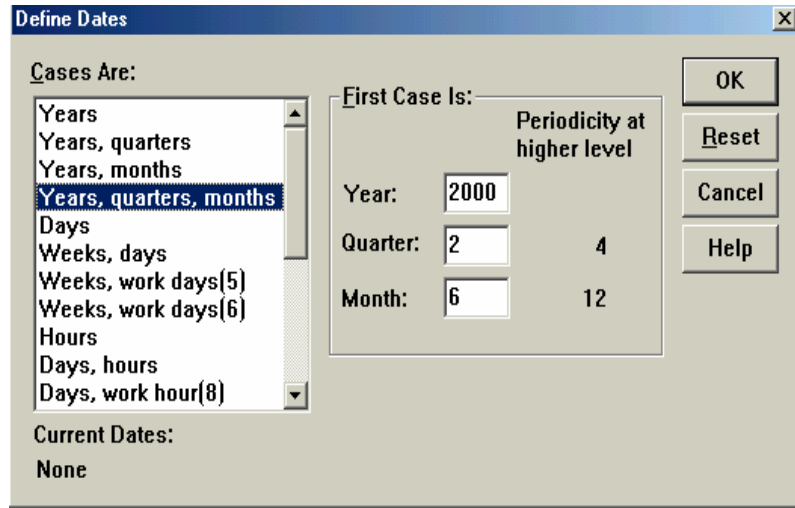 Define Dates
Cases Are:
Years
Years, quarters
Years, months
Years, quarters, months
Days
Weeks, days
Weeks, work days(5)
Weeks, work days(6)
Hours
Days, hours
Days, work hour(8)
Current Dates:
None
First Case Is:
Periodicity at
higher level
Year: 2000
Quarter: 2 4
Month: 6 12
OK
Reset
Cancel
Help